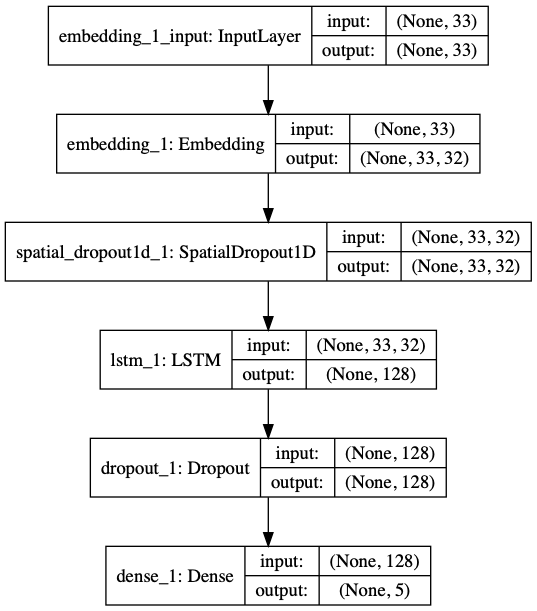 embedding_1_input: InputLayer
input: (None, 33)
output: (None, 33)
embedding_1: Embedding
input: (None, 33)
output: (None, 33, 32)
spatial_dropout1d_1: SpatialDropout1D
input: (None, 33, 32)
output: (None, 33, 32)
lstm_1: LSTM
input: (None, 33, 32)
output: (None, 128)
dropout_1: Dropout
input: (None, 128)
output: (None, 128)
dense_1: Dense
input: (None, 128)
output: (None, 5)